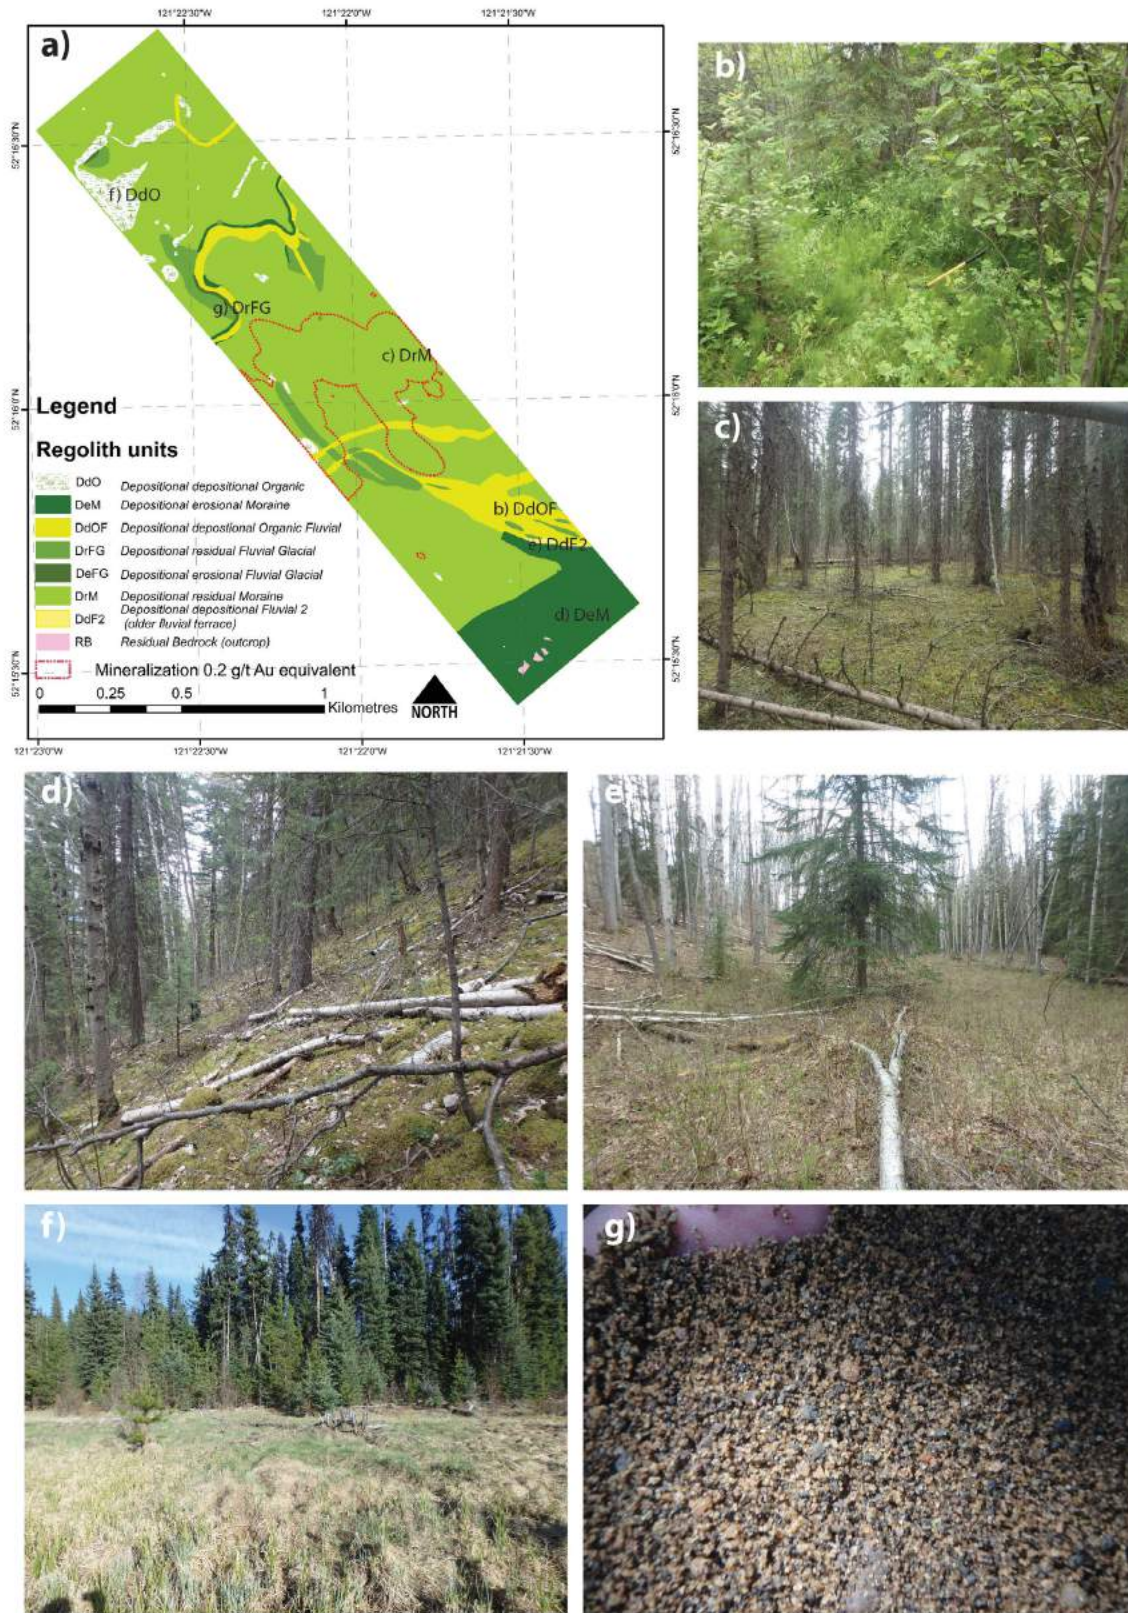 121°22'30"W 121°22'0"W 121°21'30"W
a)
52°16'30"N
52°16'30"N
f) DdO
g) DrFG
c) DrM
52°16'0"N
52°16'0"N
b) DdOF
e) DdF2
d) DeM
52°15'30"N
52°15'30"N
Legend
Regolith units
DdO Depositional depositional Organic
DeM Depositional erosional Moraine
DdOF Depositional depostional Organic Fluvial
DrFG Depositional residual Fluvial Glacial
DeFG Depositional erosional Fluvial Glacial
DrM Depositional residual Moraine
DdF2 Depositional depositional Fluvial 2
(older fluvial terrace)
RB Residual Bedrock (outcrop)
Mineralization 0.2 g/t Au equivalent
0 0.25 0.5 1
Kilometres
NORTH
121°23'0"W 121°22'30"W 121°22'0"W 121°21'30"W
b)
c)
d)
e)
f)
g)